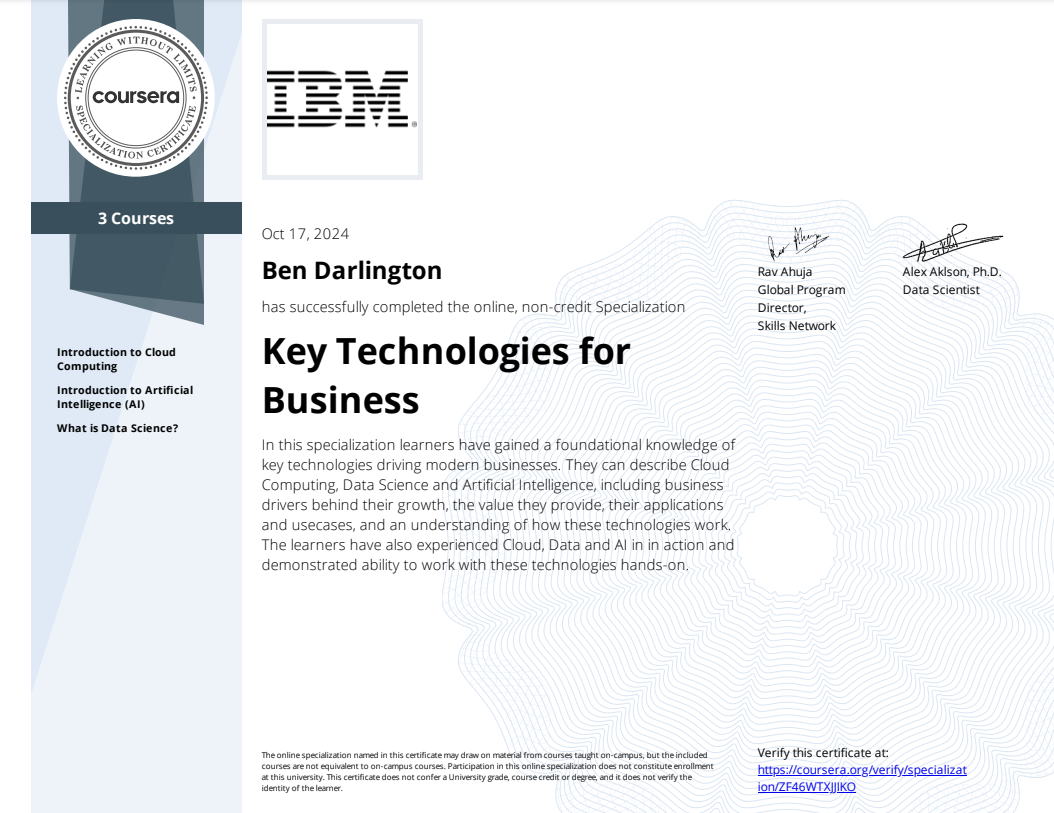 LEARNING WITHOUT LIMITS
coursera
SPECIALIZATION CERTIFICATE
3 Courses
Introduction to Cloud
Computing
Introduction to Artificial
Intelligence (AI)
What is Data Science?
IBM®
Oct 17, 2024
Ben Darlington
has successfully completed the online, non-credit Specialization
Key Technologies for
Business
In this specialization learners have gained a foundational knowledge of
key technologies driving modern businesses. They can describe Cloud
Computing, Data Science and Artificial Intelligence, including business
drivers behind their growth, the value they provide, their applications
and usecases, and an understanding of how these technologies work.
The learners have also experienced Cloud, Data and AI in in action and
demonstrated ability to work with these technologies hands-on.
Rav Ahuja
Global Program
Director,
Skills Network
Alex Aklson, Ph.D.
Data Scientist
The online specialization named in this certificate may draw on material from courses taught on-campus, but the included
courses are not equivalent to on-campus courses. Participation in this online specialization does not constitute enrollment
at this university. This certificate does not confer a University grade, course credit or degree, and it does not verify the
identity of the learner.
Verify this certificate at:
https://coursera.org/verify/specializat
ion/ZF46WTXJJIKO